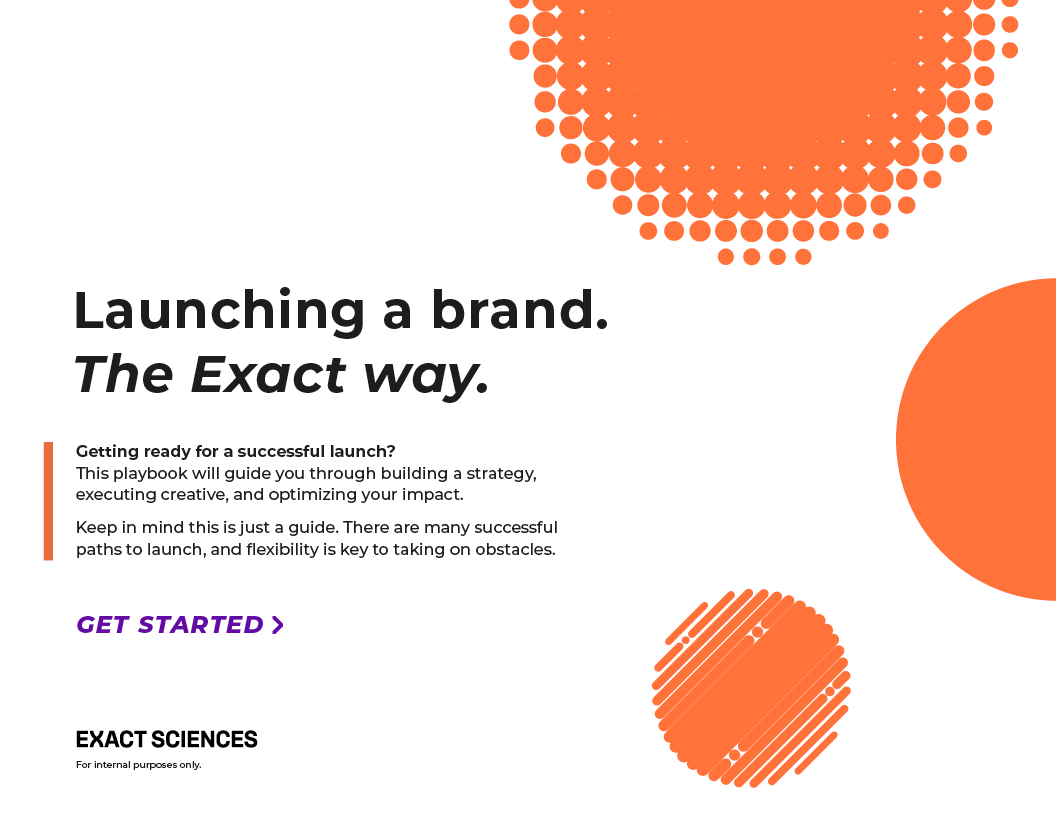 Launching a brand.
The Exact way.
Getting ready for a successful launch?
This playbook will guide you through building a strategy,
executing creative, and optimizing your impact.
Keep in mind this is just a guide. There are many successful
paths to launch, and flexibility is key to taking on obstacles.
GET STARTED
EXACT SCIENCES
For internal purposes only.